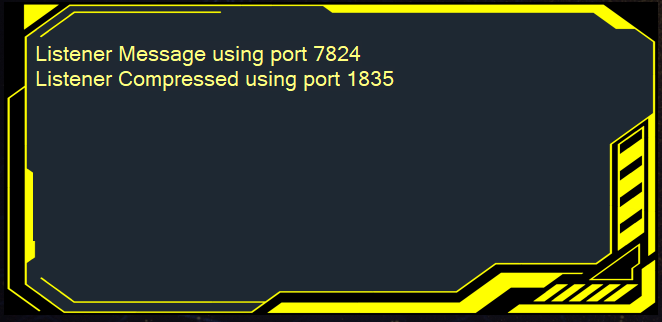 Listener Message using port 7824
Listener Compressed using port 1835